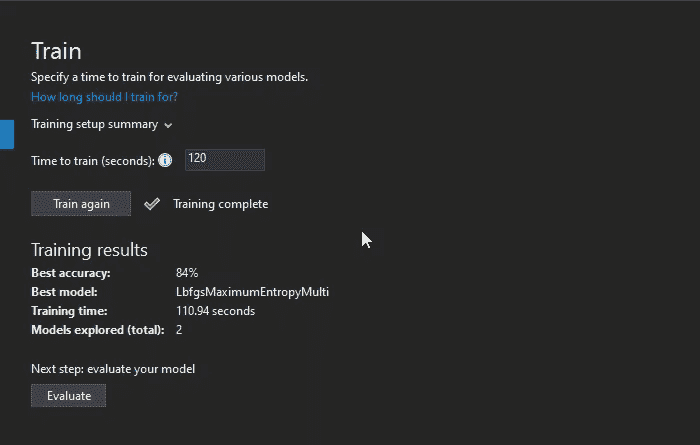 Train
Specify a time to train for evaluating various models.
How long should I train for?
Training setup summary
Time to train (seconds): 120
Train again Training complete
Training results
Best accuracy: 84%
Best model: LbfgsMaximumEntropyMulti
Training time: 110.94 seconds
Models explored (total): 2
Next step: evaluate your model
Evaluate